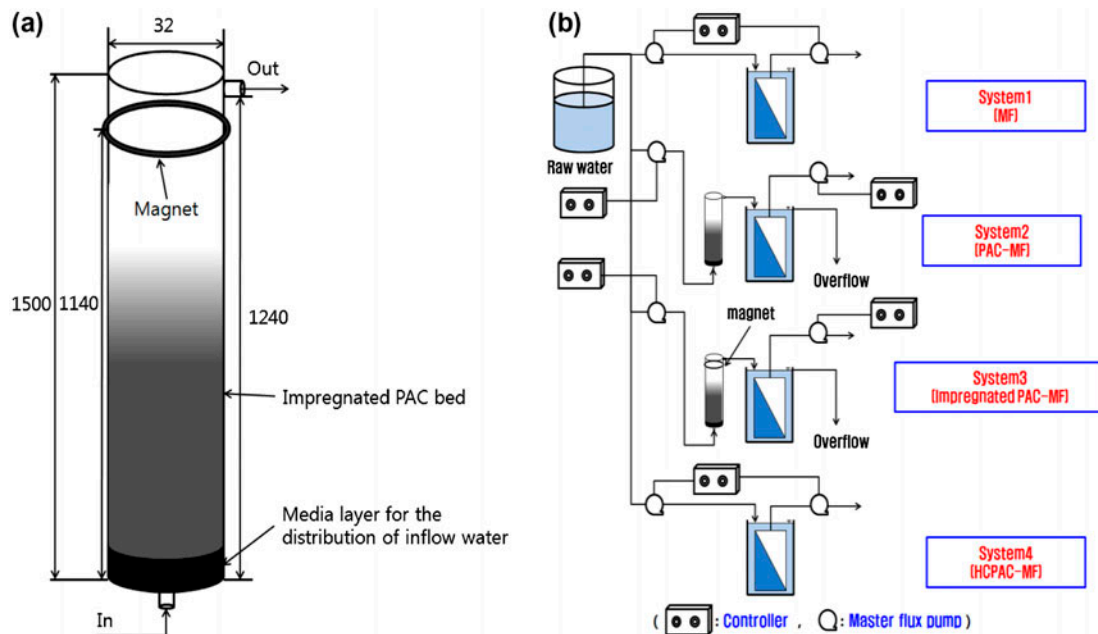 (a)
32
Out
Magnet
1500
1140
1240
Impregnated PAC bed
Media layer for the
distribution of inflow water
In
(b)
Raw water
System1
(MF)
System2
(PAC-MF)
Overflow
magnet
System3
(Impregnated PAC-MF)
Overflow
System4
(HCPAC-MF)
( : Controller , : Master flux pump )